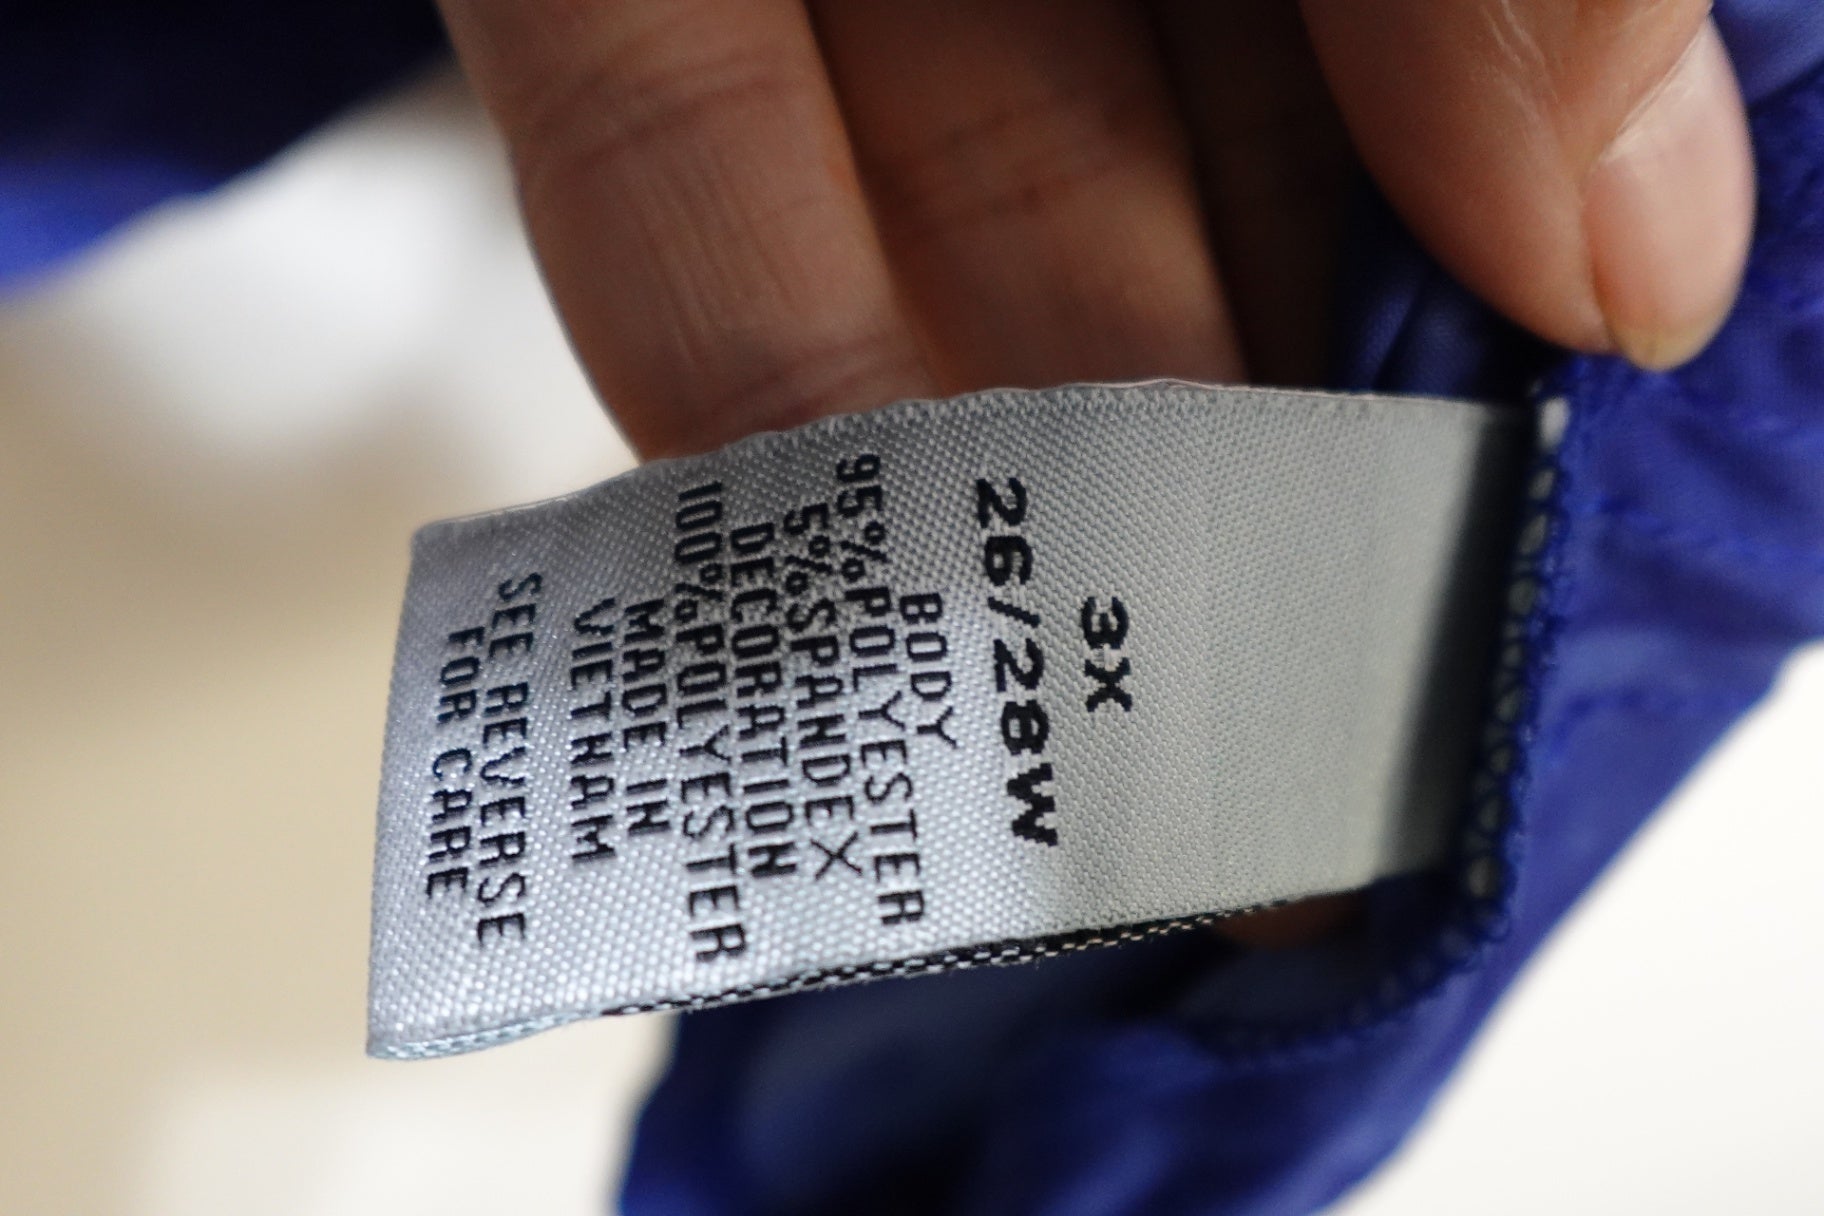 3X
26/28W
BODY
95%POLYESTER
5%SPANDEX
DECORATION
100%POLYESTER
MADE IN
VIETNAM
SEE REVERSE
FOR CARE